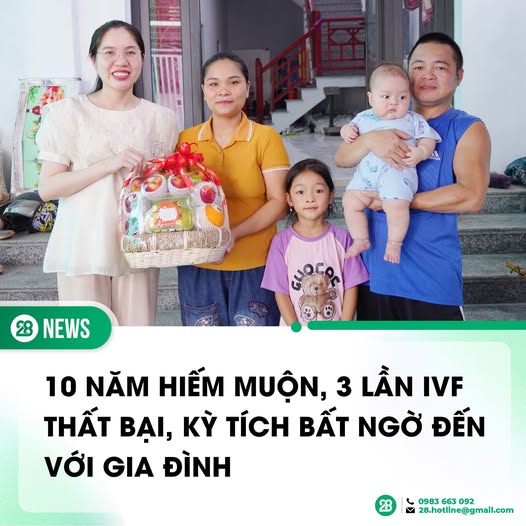 GUOCOC
28 NEWS
10 NĂM HIẾM MUỘN, 3 LẦN IVF
THẤT BẠI, KỲ TÍCH BẤT NGỜ ĐẾN
VỚI GIA ĐÌNH
28
0983 663 092
28.hotline@gmail.com